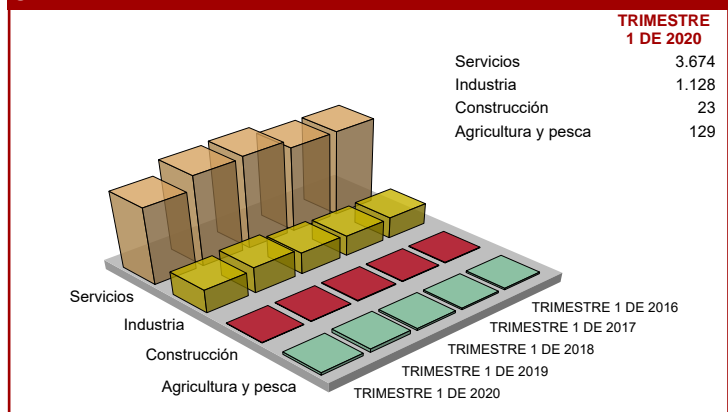 TRIMESTRE
1 DE 2020
Servicios 3.674
Industria 1.128
Construcción 23
Agricultura y pesca 129
Servicios
Industria
Construcción
Agricultura y pesca
TRIMESTRE 1 DE 2016
TRIMESTRE 1 DE 2017
TRIMESTRE 1 DE 2018
TRIMESTRE 1 DE 2019
TRIMESTRE 1 DE 2020